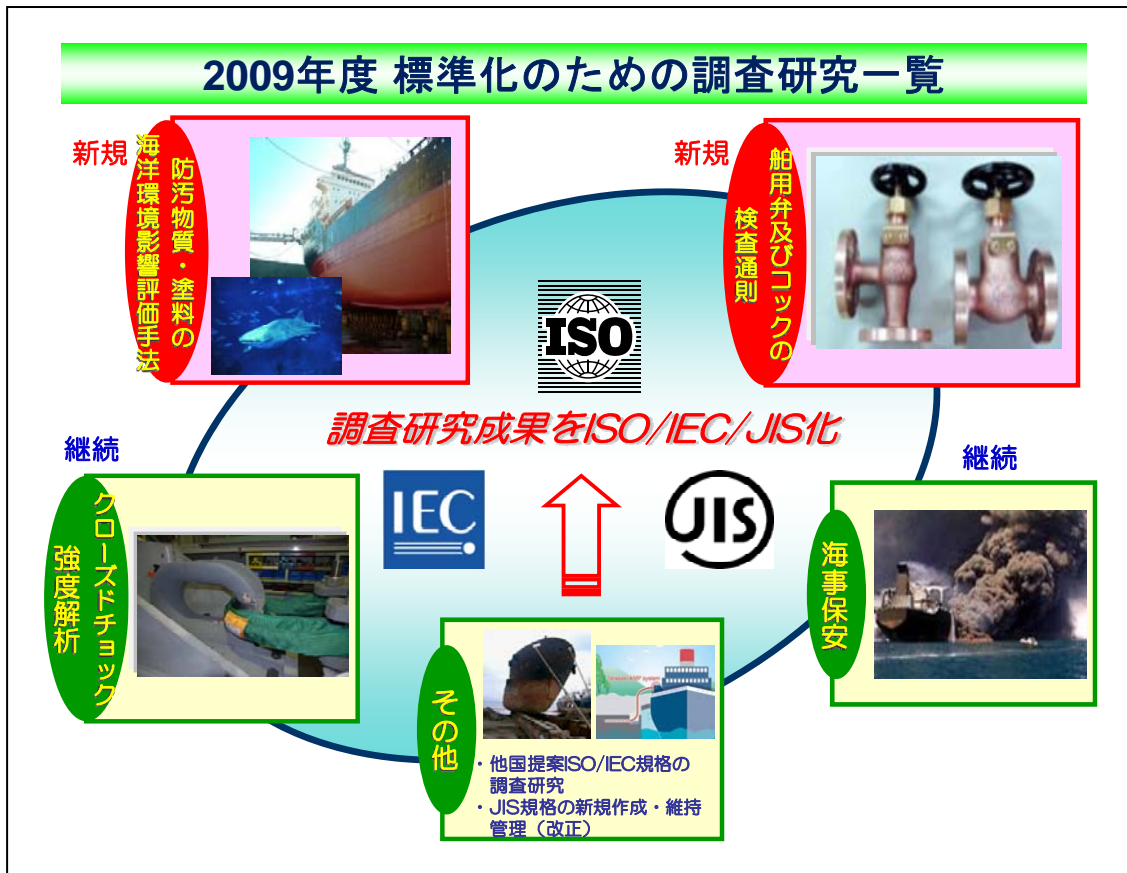 2009年度 標準化のための調査研究一覧
新規
防汚物質・塗料の
海洋環境影響評価手法
新規
舶用弁及びコックの
検査通則
ISO
調査研究成果をISO/IEC/JIS化
IEC
JIS
継続
クローズドチョック
強度解析
継続
海事保安
その他
・他国提案ISO/IEC規格の
調査研究
・JIS規格の新規作成・維持
管理（改正）